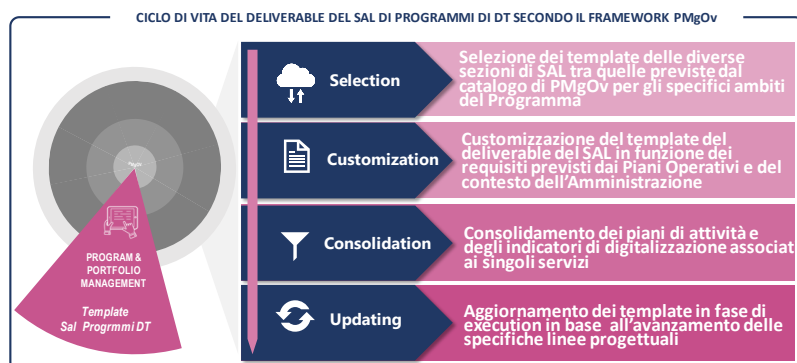 CICLO DI VITA DEL DELIVERABLE DEL SAL DI PROGRAMMI DI DT SECONDO IL FRAMEWORK PMgOv
Selection
Selezione dei template delle diverse
sezioni di SAL tra quelle previste dal
catalogo di PMgOv per gli specifici ambiti
del Programma
Customization
Customizzazione del template del
deliverable del SAL in funzione dei
requisiti previsti dai Piani Operativi e del
contesto dell'Amministrazione
Consolidation
Consolidamento dei piani di attività e
degli indicatori di digitalizzazione associat
ai singoli servizi
Updating
Aggiornamento dei template in fase di
execution in base all'avanzamento delle
specifiche linee progettuali
PROGRAM &
PORTFOLIO
MANAGEMENT
Template
Sal Progrmmi DT